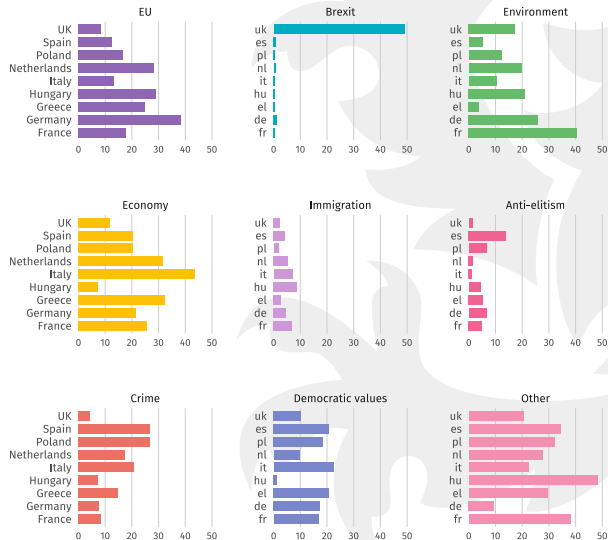 EU
UK
Spain
Poland
Netherlands
Italy
Hungary
Greece
Germany
France
0 10 20 30 40 50
Brexit
uk
es
pl
nl
it
hu
el
de
fr
0 10 20 30 40 50
Environment
uk
es
pl
nl
it
hu
el
de
fr
0 10 20 30 40 50
Economy
UK
Spain
Poland
Netherlands
Italy
Hungary
Greece
Germany
France
0 10 20 30 40 50
Immigration
uk
es
pl
nl
it
hu
el
de
fr
0 10 20 30 40 50
Anti-elitism
uk
es
pl
nl
it
hu
el
de
fr
0 10 20 30 40 50
Crime
UK
Spain
Poland
Netherlands
Italy
Hungary
Greece
Germany
France
0 10 20 30 40 50
Democratic values
uk
es
pl
nl
it
hu
el
de
fr
0 10 20 30 40 50
Other
uk
es
pl
nl
it
hu
el
de
fr
0 10 20 30 40 50